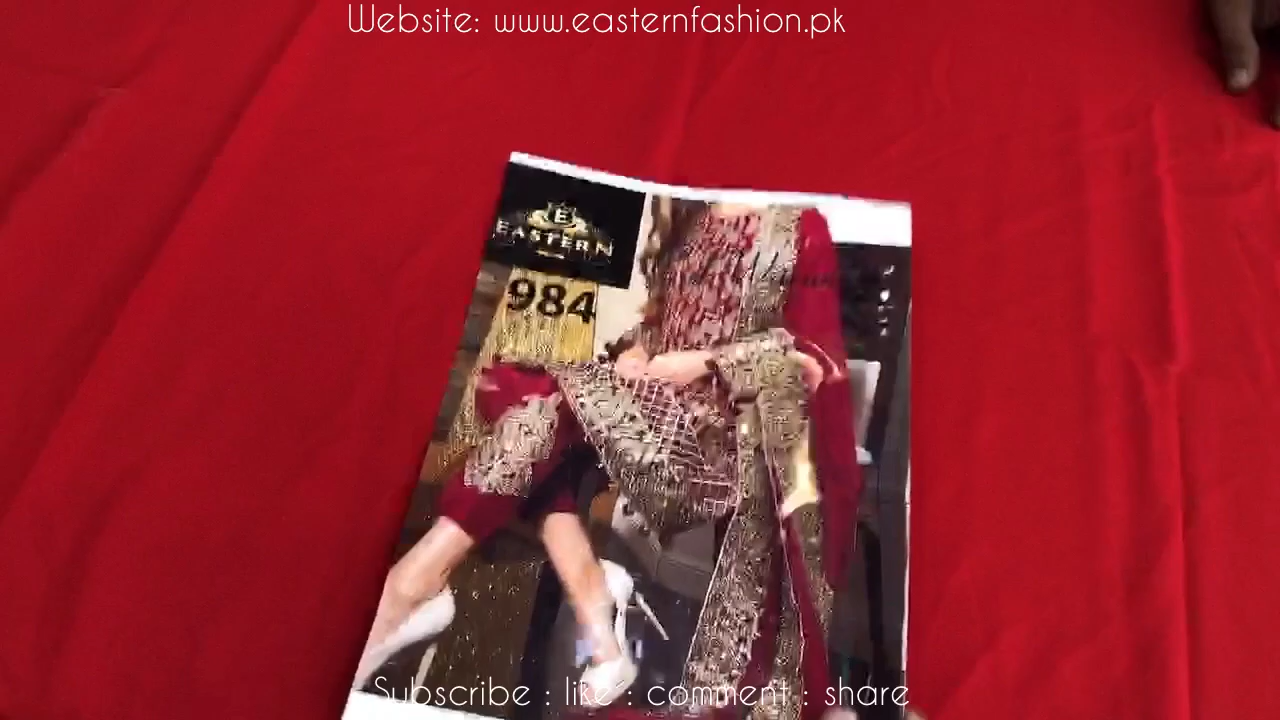 Website: www.easternfashion.pk
E
EASTERN
984
Subscribe : like : comment : share